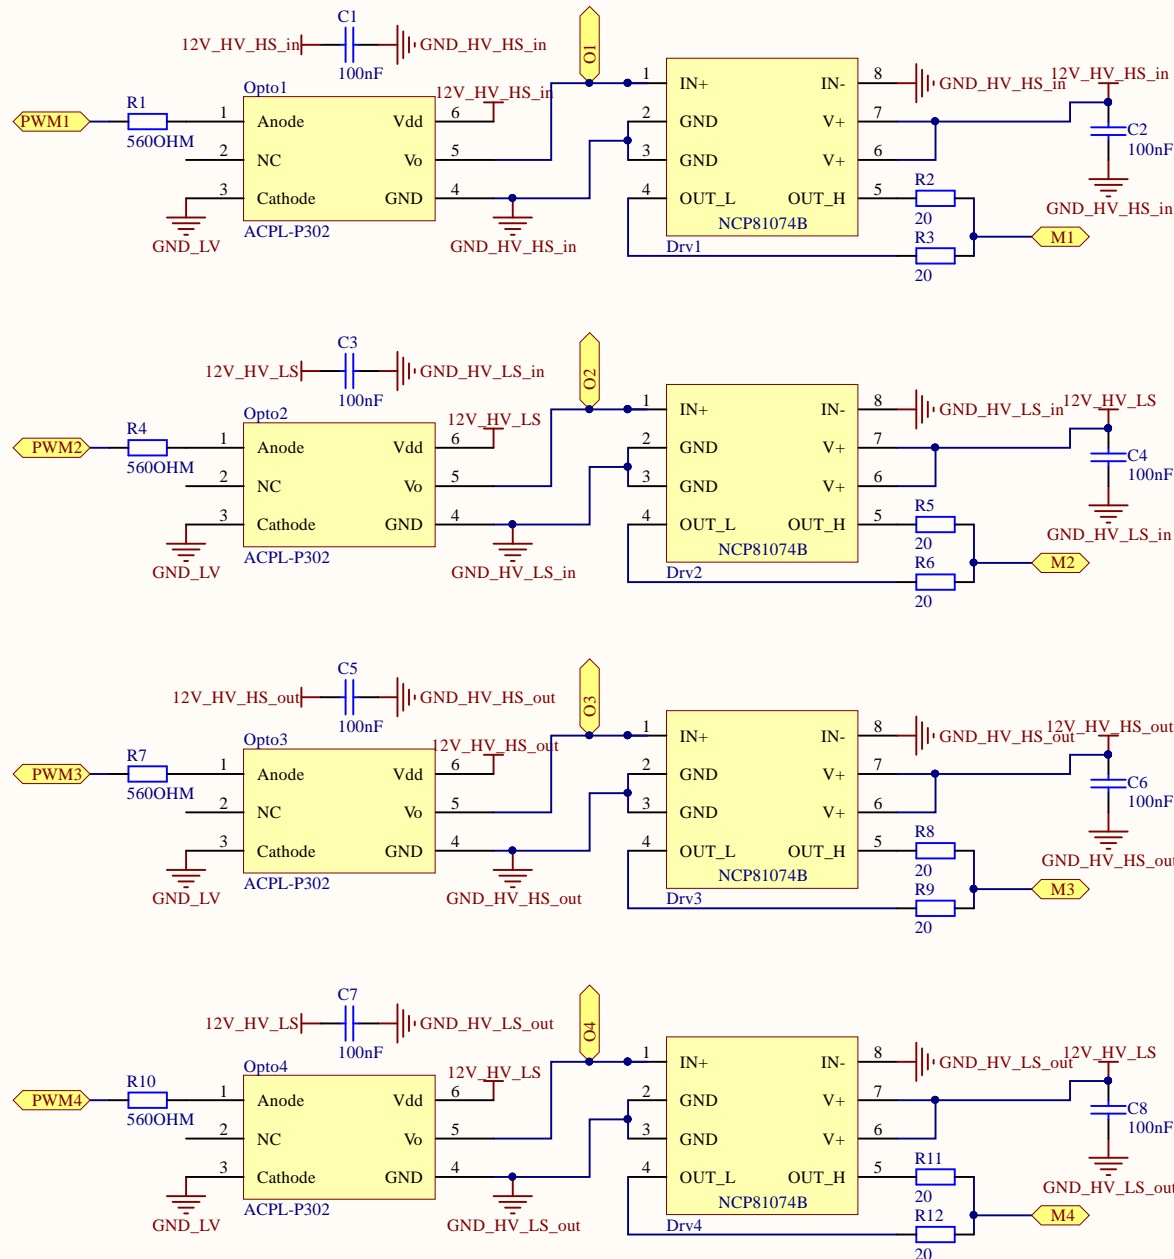 C1
12V_HV_HS_in
GND_HV_HS_in
100nF
O1
Opto1
12V_HV_HS_in
PWM1
R1
560OHM
1 Anode
2 NC
3 Cathode
Vdd 6
Vo 5
GND 4
GND_LV
ACPL-P302
GND_HV_HS_in
1 IN+
2 GND
3 GND
4 OUT_L
IN- 8
V+ 7
V+ 6
OUT_H 5
NCP81074B
Drv1
GND_HV_HS_in
12V_HV_HS_in
C2
100nF
GND_HV_HS_in
R2
20
R3
20
M1
C3
12V_HV_LS
GND_HV_LS_in
100nF
O2
Opto2
12V_HV_LS
PWM2
R4
560OHM
1 Anode
2 NC
3 Cathode
Vdd 6
Vo 5
GND 4
GND_LV
ACPL-P302
GND_HV_LS_in
1 IN+
2 GND
3 GND
4 OUT_L
IN- 8
V+ 7
V+ 6
OUT_H 5
NCP81074B
Drv2
GND_HV_LS_in
12V_HV_LS
C4
100nF
GND_HV_LS_in
R5
20
R6
20
M2
C5
12V_HV_HS_out
GND_HV_HS_out
100nF
O3
Opto3
12V_HV_HS_out
PWM3
R7
560OHM
1 Anode
2 NC
3 Cathode
Vdd 6
Vo 5
GND 4
GND_LV
ACPL-P302
GND_HV_HS_out
1 IN+
2 GND
3 GND
4 OUT_L
IN- 8
V+ 7
V+ 6
OUT_H 5
NCP81074B
Drv3
GND_HV_HS_out
12V_HV_HS_out
C6
100nF
GND_HV_HS_out
R8
20
R9
20
M3
C7
12V_HV_LS
GND_HV_LS_out
100nF
O4
Opto4
12V_HV_LS
PWM4
R10
560OHM
1 Anode
2 NC
3 Cathode
Vdd 6
Vo 5
GND 4
GND_LV
ACPL-P302
GND_HV_LS_out
1 IN+
2 GND
3 GND
4 OUT_L
IN- 8
V+ 7
V+ 6
OUT_H 5
NCP81074B
Drv4
GND_HV_LS_out
12V_HV_LS
C8
100nF
GND_HV_LS_out
R11
20
R12
20
M4